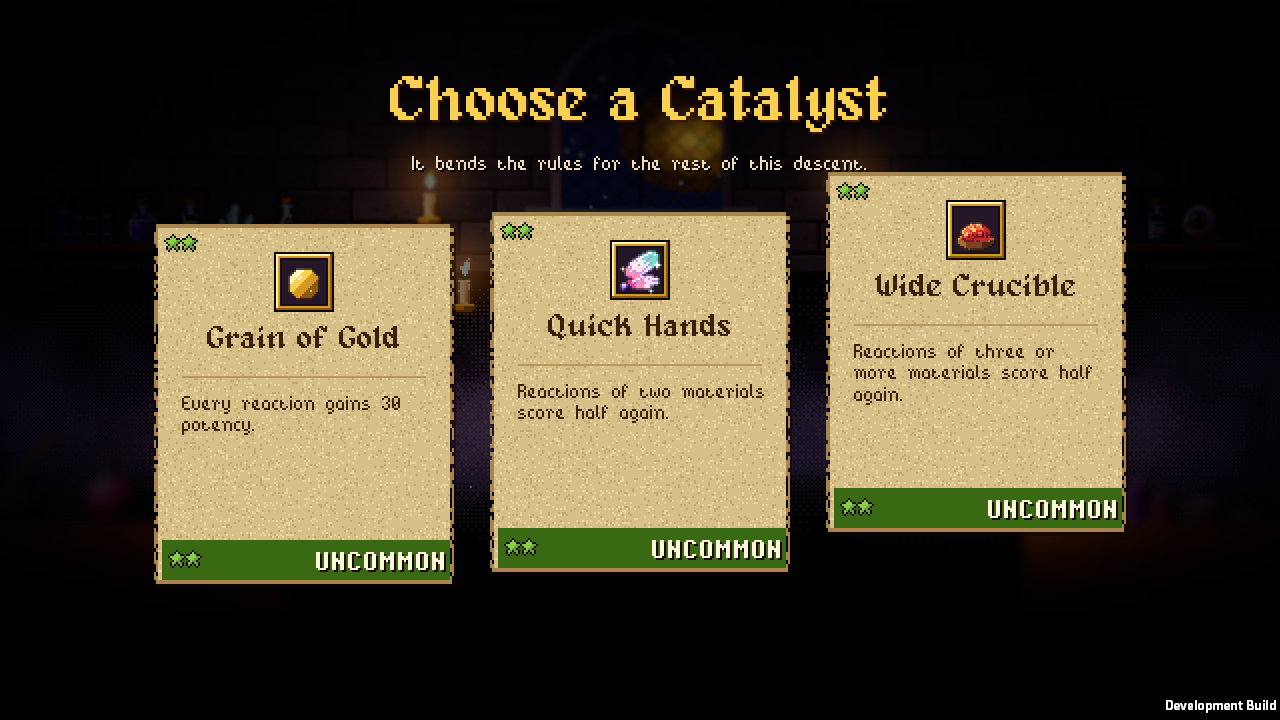 Choose a Catalyst
It bends the rules for the rest of this descent.
Grain of Gold
Every reaction gains 30
potency.
UNCOMMON
Quick Hands
Reactions of two materials
score half again.
UNCOMMON
Wide Crucible
Reactions of three or
more materials score half
again.
UNCOMMON
Development Build